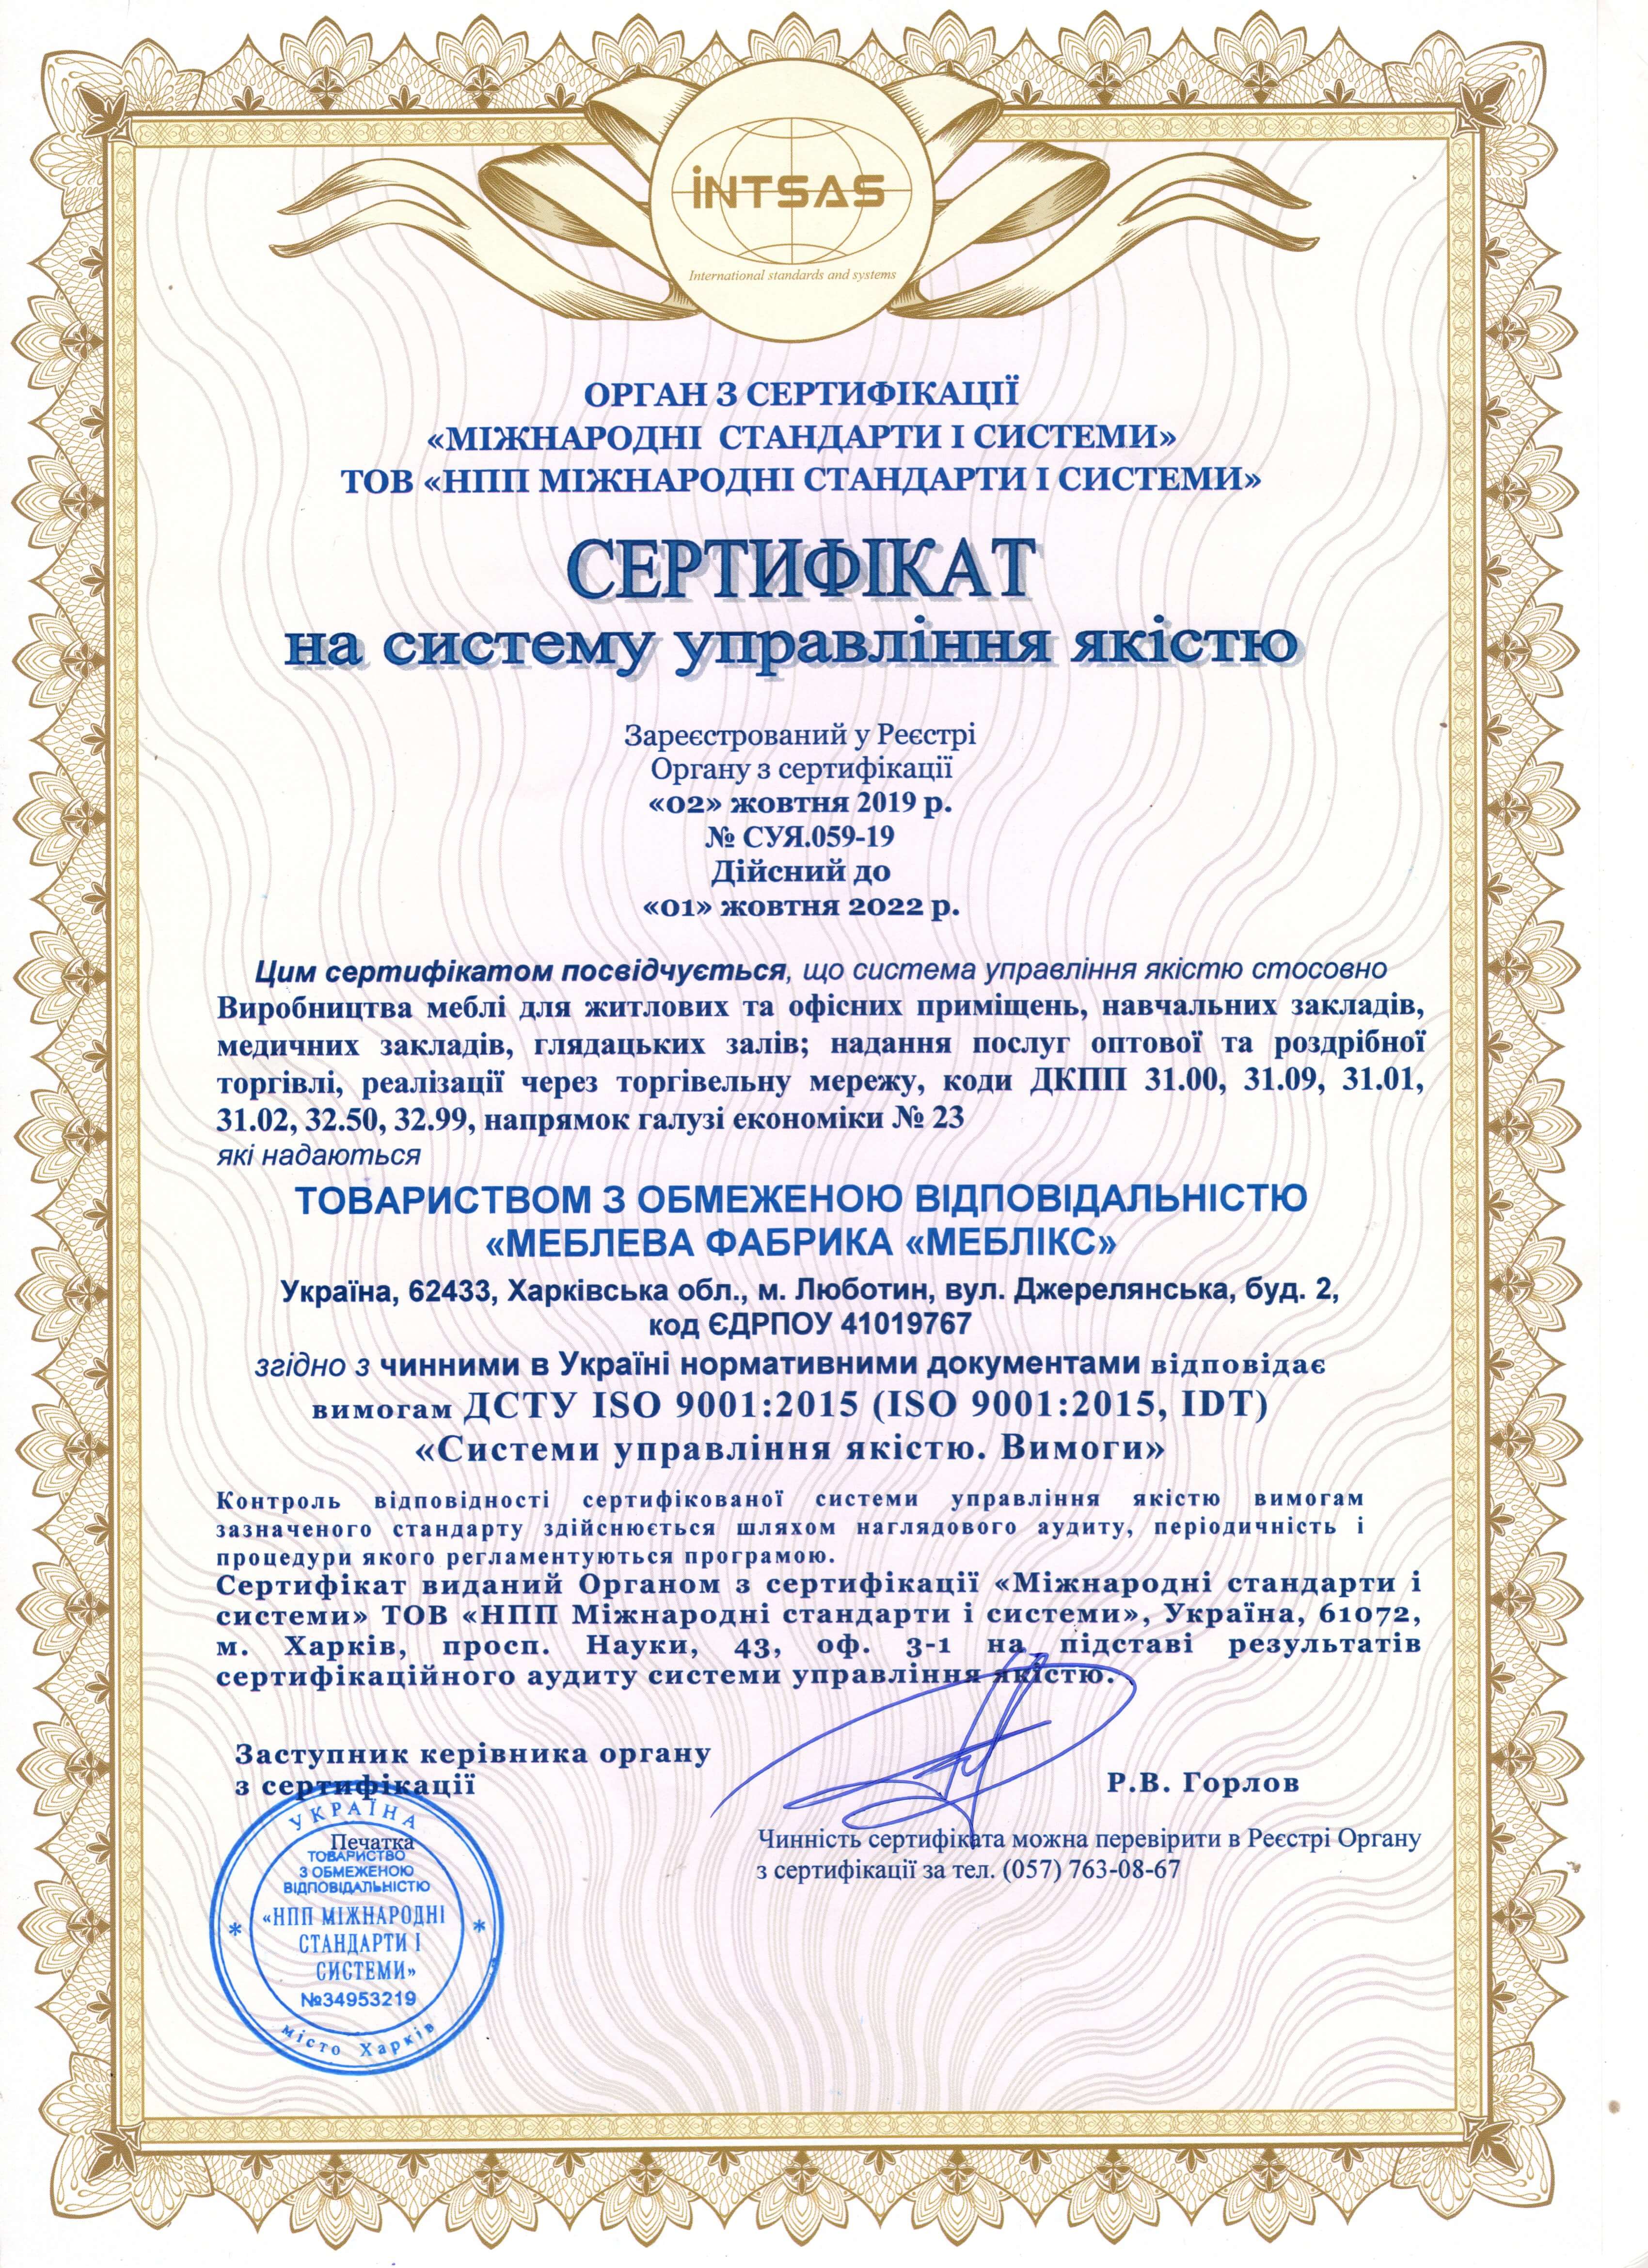 INTSAS
International standards and systems
ОРГАН З СЕРТИФІКАЦІЇ
«МІЖНАРОДНІ СТАНДАРТИ І СИСТЕМИ»
ТОВ «НПП МІЖНАРОДНІ СТАНДАРТИ І СИСТЕМИ»
СЕРТИФІКАТ
на систему управління якістю
Зареєстрований у Реєстрі
Органу з сертифікації
«02» жовтня 2019 р.
№ СУЯ.059-19
Дійсний до
«01» жовтня 2022 р.
Цим сертифікатом посвідчується, що система управління якістю стосовно
Виробництва меблі для житлових та офісних приміщень, навчальних закладів,
медичних закладів, глядацьких залів; надання послуг оптової та роздрібної
торгівлі, реалізації через торгівельну мережу, коди ДКПП 31.00, 31.09, 31.01,
31.02, 32.50, 32.99, напрямок галузі економіки № 23
які надаються
ТОВАРИСТВОМ З ОБМЕЖЕНОЮ ВІДПОВІДАЛЬНІСТЮ
«МЕБЛЕВА ФАБРИКА «МЕБЛІКС»
Україна, 62433, Харківська обл., м. Люботин, вул. Джерелянська, буд. 2,
код ЄДРПОУ 41019767
згідно з чинними в Україні нормативними документами відповідає
вимогам ДСТУ ISO 9001:2015 (ISO 9001:2015, IDT)
«Системи управління якістю. Вимоги»
Контроль відповідності сертифікованої системи управління якістю вимогам
зазначеного стандарту здійснюється шляхом наглядового аудиту, періодичність і
процедури якого регламентуються програмою.
Сертифікат виданий Органом з сертифікації «Міжнародні стандарти і
системи» ТОВ «НПП Міжнародні стандарти і системи», Україна, 61072,
м. Харків, просп. Науки, 43, оф. 3-1 на підставі результатів
сертифікаційного аудиту системи управління якістю.
Заступник керівника органу
з сертифікації
Р.В. Горлов
Чинність сертифіката можна перевірити в Реєстрі Органу
з сертифікації за тел. (057) 763-08-67
УКРАЇНА
Печатка
ТОВАРИСТВО
З ОБМЕЖЕНОЮ
ВІДПОВІДАЛЬНІСТЮ
«НПП МІЖНАРОДНІ
СТАНДАРТИ І
СИСТЕМИ»
№34953219
місто Харків